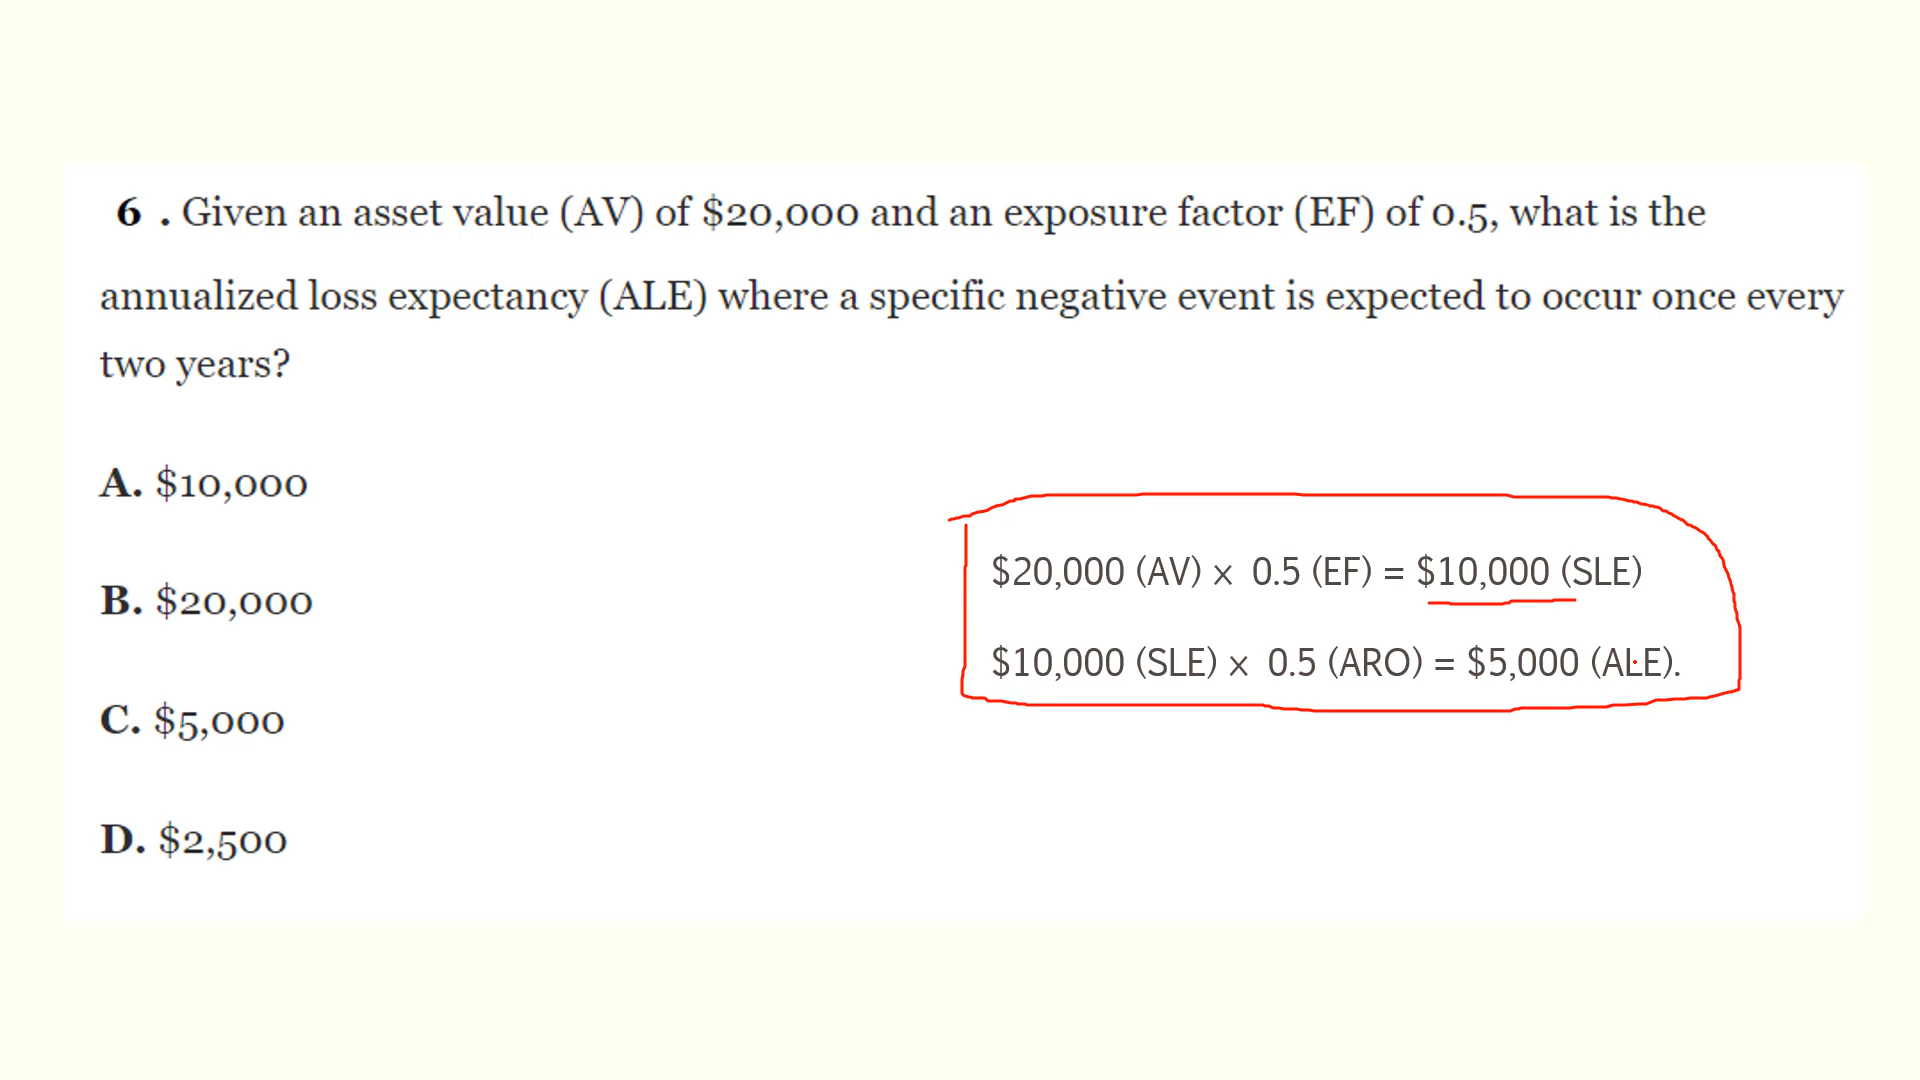 6 . Given an asset value (AV) of $20,000 and an exposure factor (EF) of 0.5, what is the
annualized loss expectancy (ALE) where a specific negative event is expected to occur once every
two years?
A. $10,000
B. $20,000
C. $5,000
D. $2,500
$20,000 (AV) × 0.5 (EF) = $10,000 (SLE)
$10,000 (SLE) × 0.5 (ARO) = $5,000 (ALE).